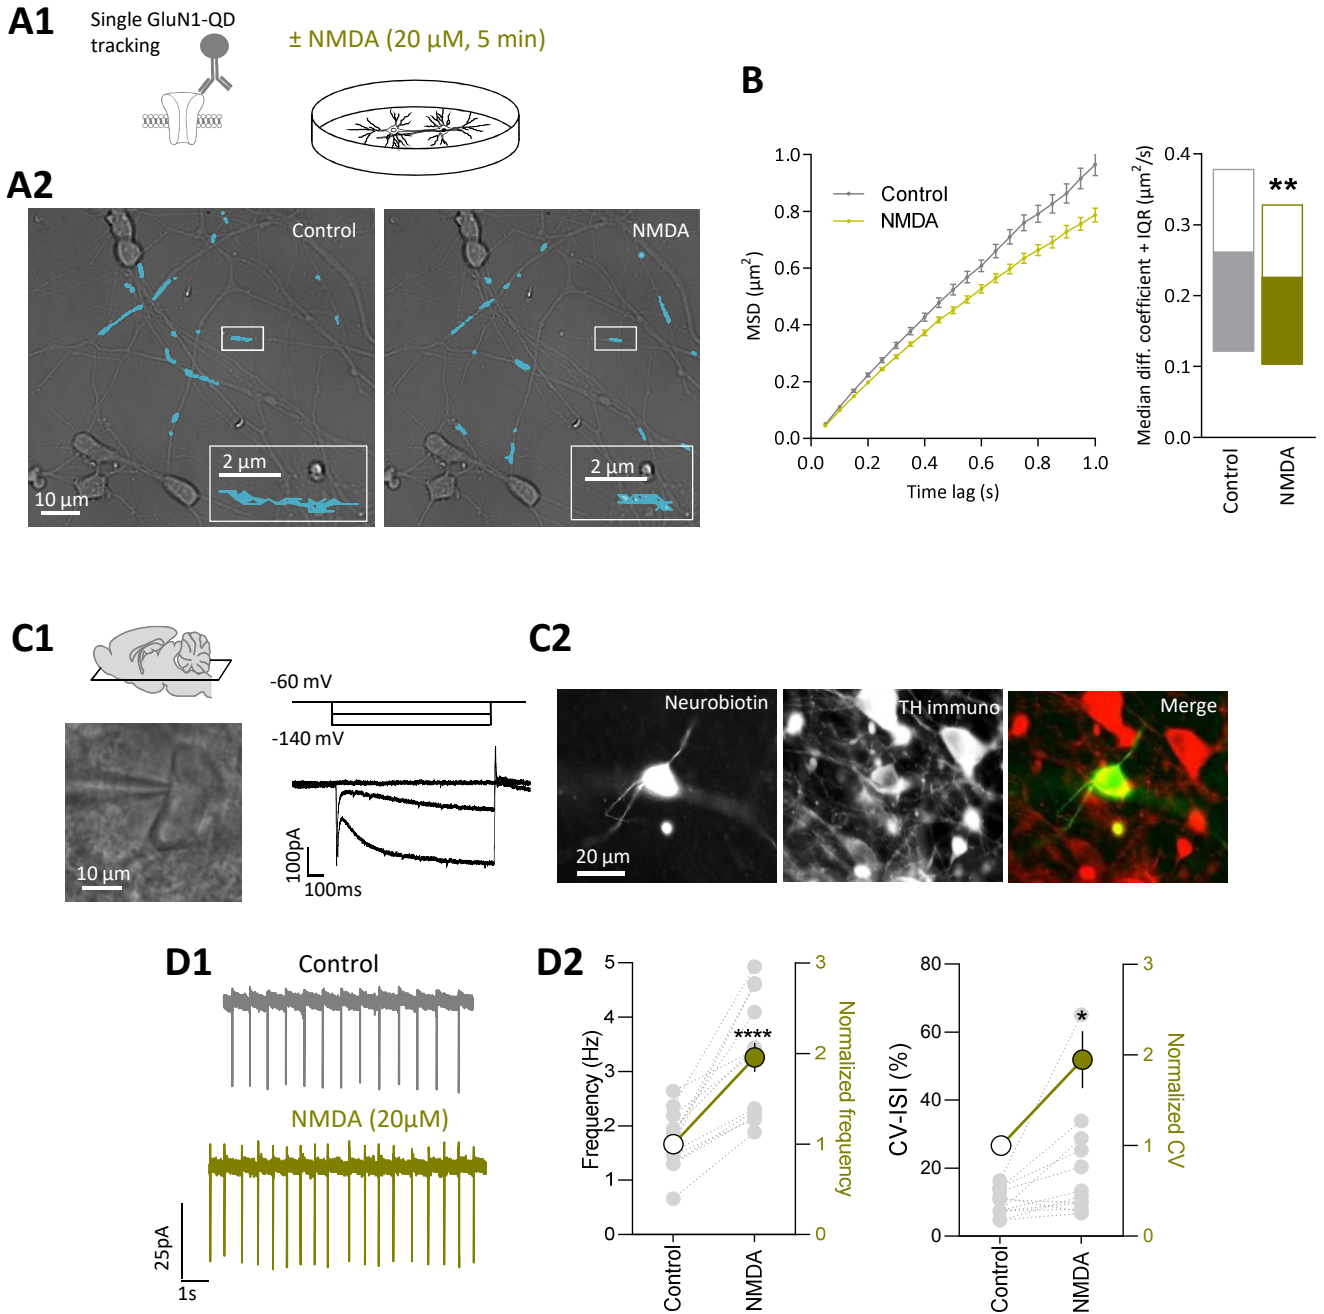 A1
Single GluN1-QD
tracking
± NMDA (20 µM, 5 min)
A2
Control
10 µm
2 µm
NMDA
2 µm
B
MSD (µm²)
1.0
0.8
0.6
0.4
0.2
0.0
Control
NMDA
0.0 0.2 0.4 0.6 0.8 1.0
Time lag (s)
Median diff. coefficient + IQR (µm²/s)
0.4
0.3
0.2
0.1
0.0
**
Control
NMDA
C1
10 µm
-60 mV
-140 mV
100pA
100ms
C2
Neurobiotin
20 µm
TH immuno
Merge
D1
Control
NMDA (20µM)
25pA
1s
D2
Frequency (Hz)
5
4
3
2
1
0
****
3
2
1
0
Normalized frequency
Control
NMDA
CV-ISI (%)
80
60
40
20
0
*
3
2
1
0
Normalized CV
Control
NMDA